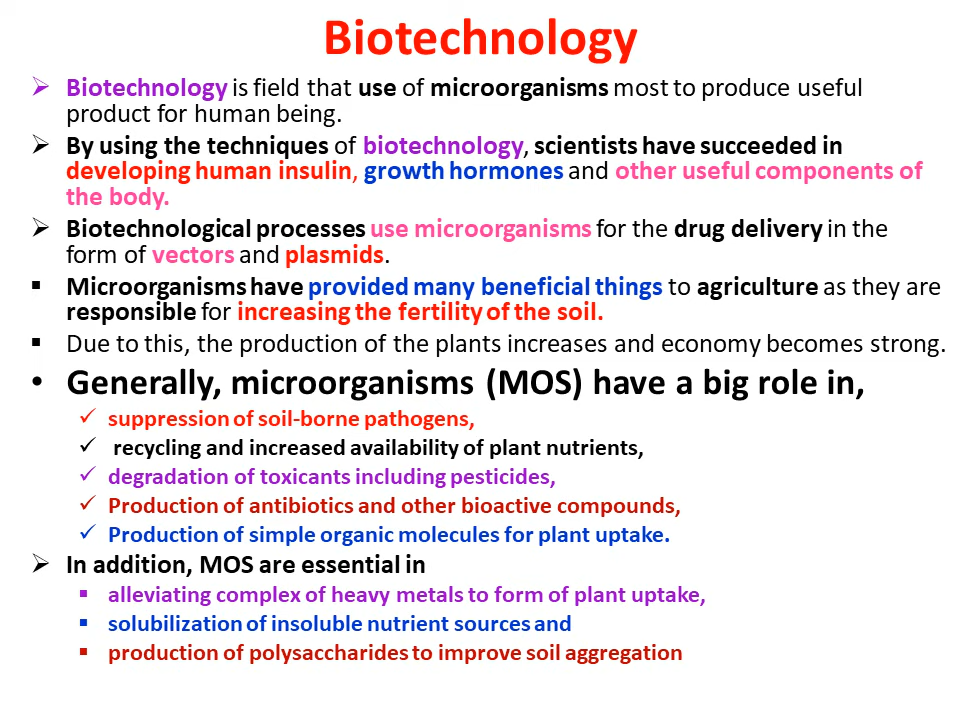 Biotechnology
➢ Biotechnology is field that use of microorganisms most to produce useful
product for human being.
➢ By using the techniques of biotechnology, scientists have succeeded in
developing human insulin, growth hormones and other useful components of
the body.
➢ Biotechnological processes use microorganisms for the drug delivery in the
form of vectors and plasmids.
▪ Microorganisms have provided many beneficial things to agriculture as they are
responsible for increasing the fertility of the soil.
▪ Due to this, the production of the plants increases and economy becomes strong.
• Generally, microorganisms (MOS) have a big role in,
✓ suppression of soil-borne pathogens,
✓ recycling and increased availability of plant nutrients,
✓ degradation of toxicants including pesticides,
✓ Production of antibiotics and other bioactive compounds,
✓ Production of simple organic molecules for plant uptake.
➢ In addition, MOS are essential in
▪ alleviating complex of heavy metals to form of plant uptake,
▪ solubilization of insoluble nutrient sources and
▪ production of polysaccharides to improve soil aggregation